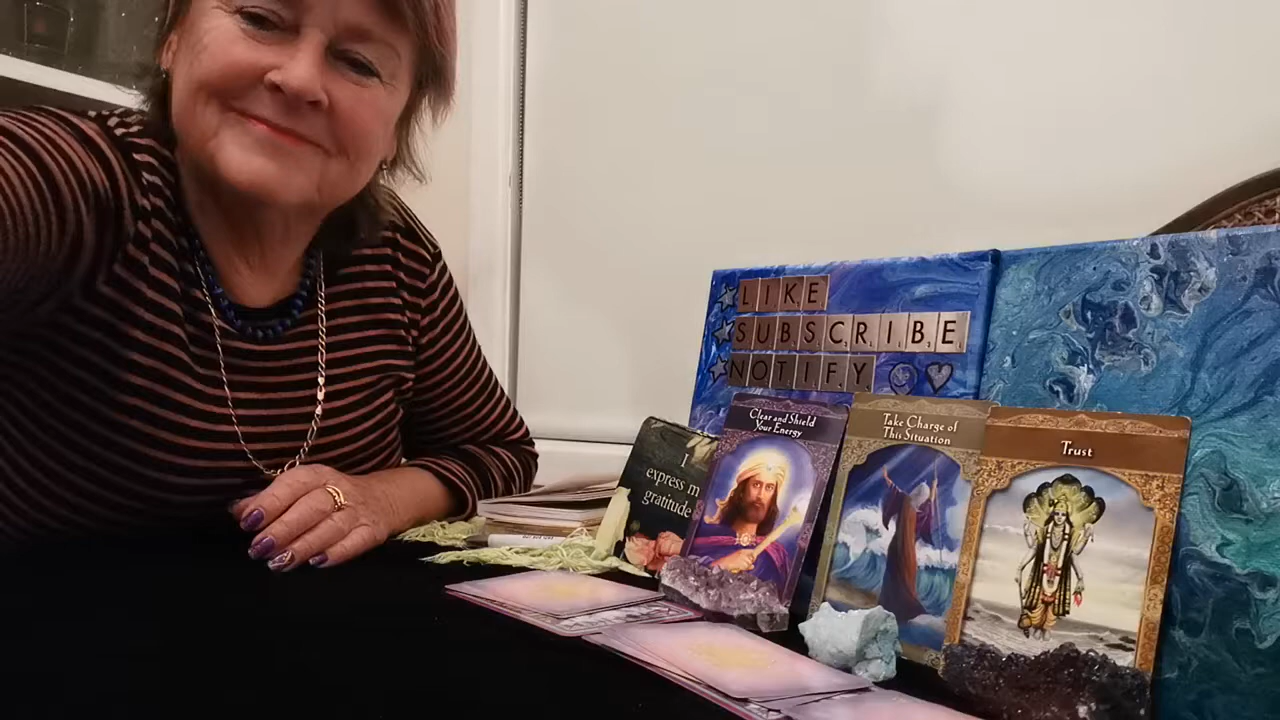 LIKE
SUBSCRIBE
NOTIFY
I
express m
gratitude
Clear and Shield
Your Energy
Take Charge of
This Situation
Trust